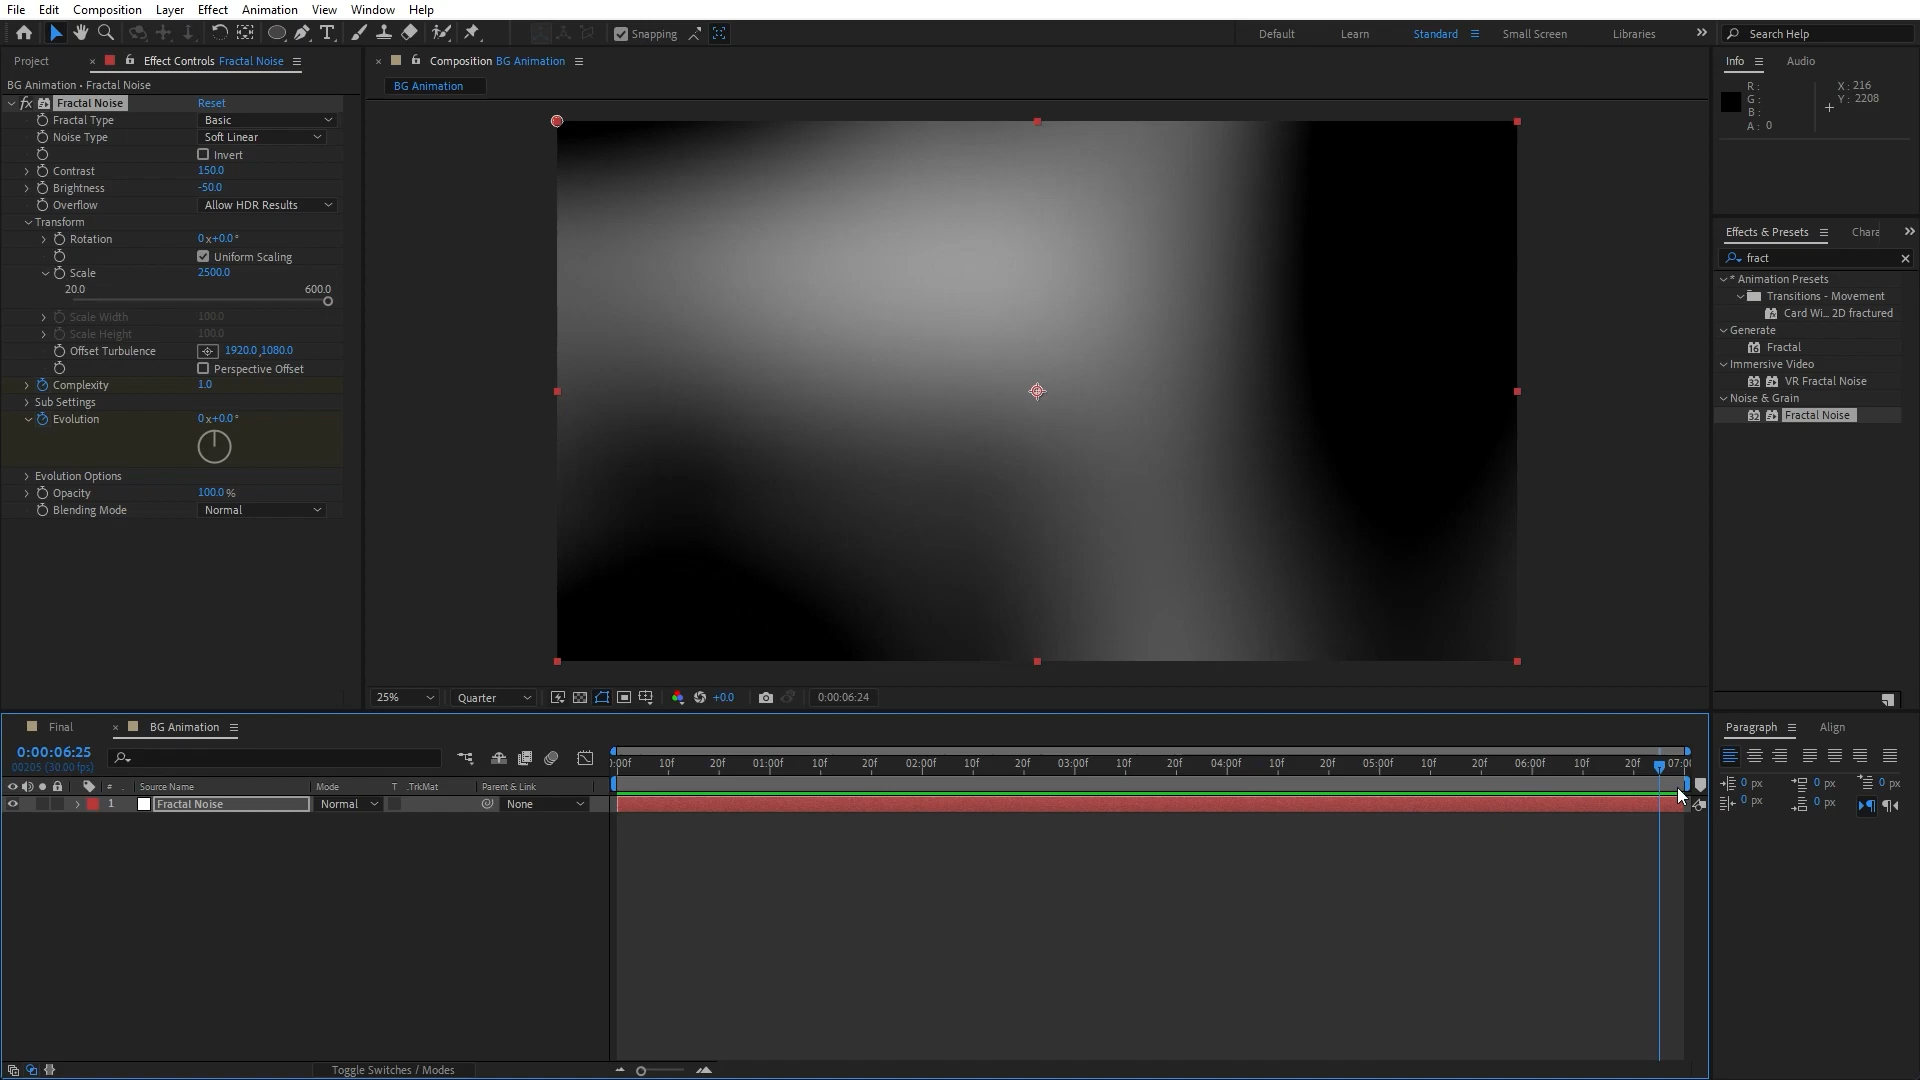 File Edit Composition Layer Effect Animation View Window Help
Snapping
Default Learn Standard Small Screen Libraries Search Help
Project Effect Controls Fractal Noise
BG Animation • Fractal Noise
fx Fractal Noise Reset
Fractal Type Basic
Noise Type Soft Linear
Invert
Contrast 150.0
Brightness -50.0
Overflow Allow HDR Results
Transform
Rotation 0x+0.0°
Uniform Scaling
Scale 2500.0
20.0 600.0
Scale Width 100.0
Scale Height 100.0
Offset Turbulence 1920.0,1080.0
Perspective Offset
Complexity 1.0
Sub Settings
Evolution 0x+0.0°
Evolution Options
Opacity 100.0 %
Blending Mode Normal
Composition BG Animation
BG Animation
25% Quarter +0.0 0:00:06:24
Info Audio
R: X: 216
G: Y: 2208
B:
A: 0
Effects & Presets Chara
fract
* Animation Presets
Transitions - Movement
Card Wi... 2D fractured
Generate
16 Fractal
Immersive Video
32 VR Fractal Noise
Noise & Grain
32 Fractal Noise
Final BG Animation
0:00:06:25
00205 (30.00 fps)
# Source Name Mode T .TrkMat Parent & Link
1 Fractal Noise Normal None
):00f 10f 20f 01:00f 10f 20f 02:00f 10f 20f 03:00f 10f 20f 04:00f 10f 20f 05:00f 10f 20f 06:00f 10f 20f 07:00
Toggle Switches / Modes
Paragraph Align
0 px 0 px 0 px
0 px 0 px